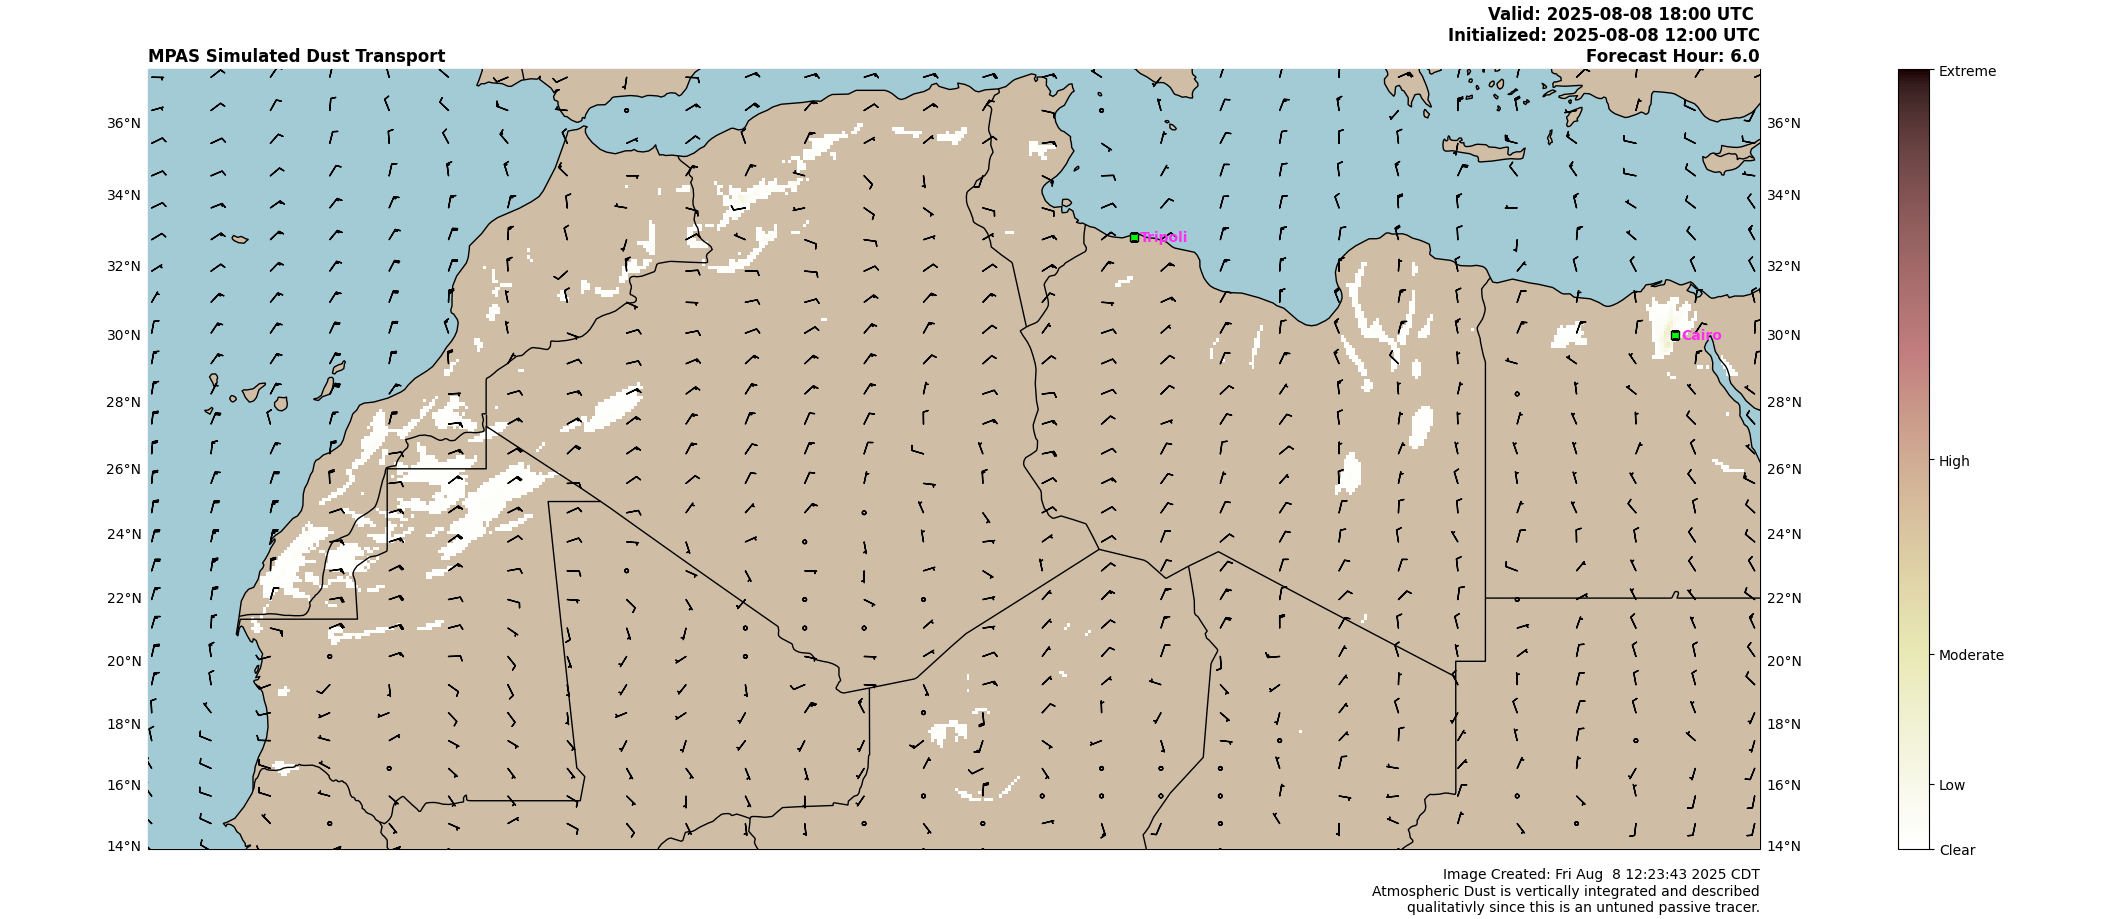 Valid: 2025-08-08 18:00 UTC
Initialized: 2025-08-08 12:00 UTC
MPAS Simulated Dust Transport
Forecast Hour: 6.0
Extreme
36°N
36°N
34°N
34°N
Tripoli
32°N
32°N
30°N
Cairo
30°N
28°N
28°N
26°N
High
26°N
24°N
24°N
22°N
22°N
20°N
Moderate
20°N
18°N
18°N
16°N
Low
16°N
14°N
14°N
Clear
Image Created: Fri Aug  8 12:23:43 2025 CDT
Atmospheric Dust is vertically integrated and described
qualitativly since this is an untuned passive tracer.